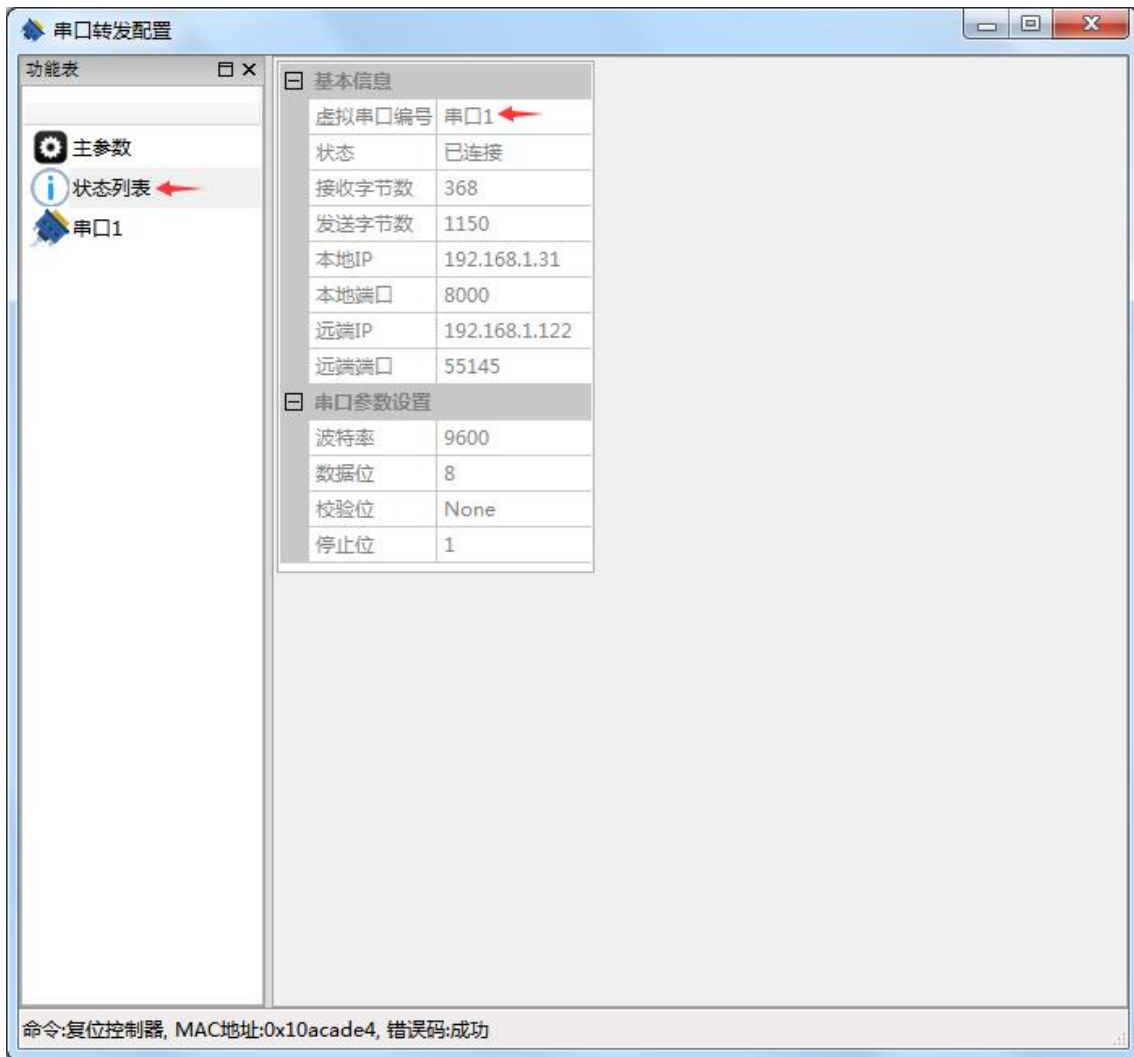 串口转发配置
功能表
主参数
状态列表
串口1
基本信息
虚拟串口编号 串口1
状态 已连接
接收字节数 368
发送字节数 1150
本地IP 192.168.1.31
本地端口 8000
远端IP 192.168.1.122
远端端口 55145
串口参数设置
波特率 9600
数据位 8
校验位 None
停止位 1
命令:复位控制器, MAC地址:0x10acade4, 错误码:成功